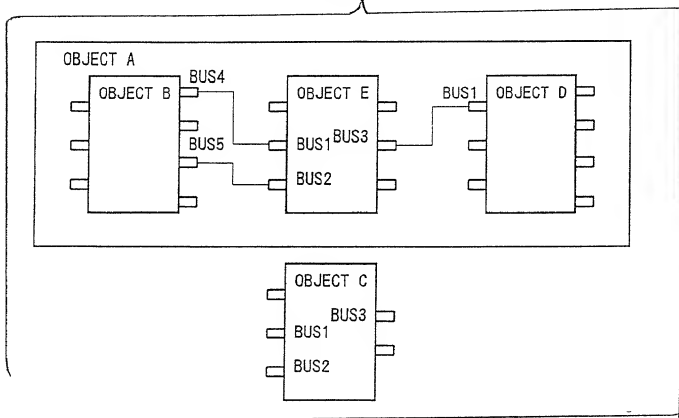 OBJECT A
BUS4
OBJECT B
OBJECT E
BUS1
OBJECT D
BUS1
BUS3
BUS5
BUS2
OBJECT C
BUS3
BUS1
BUS2